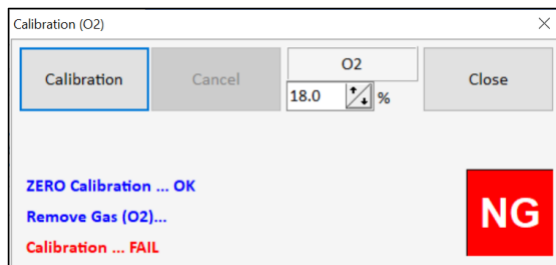 Calibration (O2)
Calibration
Cancel
O2
18.0 %
Close
ZERO Calibration ... OK
Remove Gas (O2)...
Calibration ... FAIL
NG